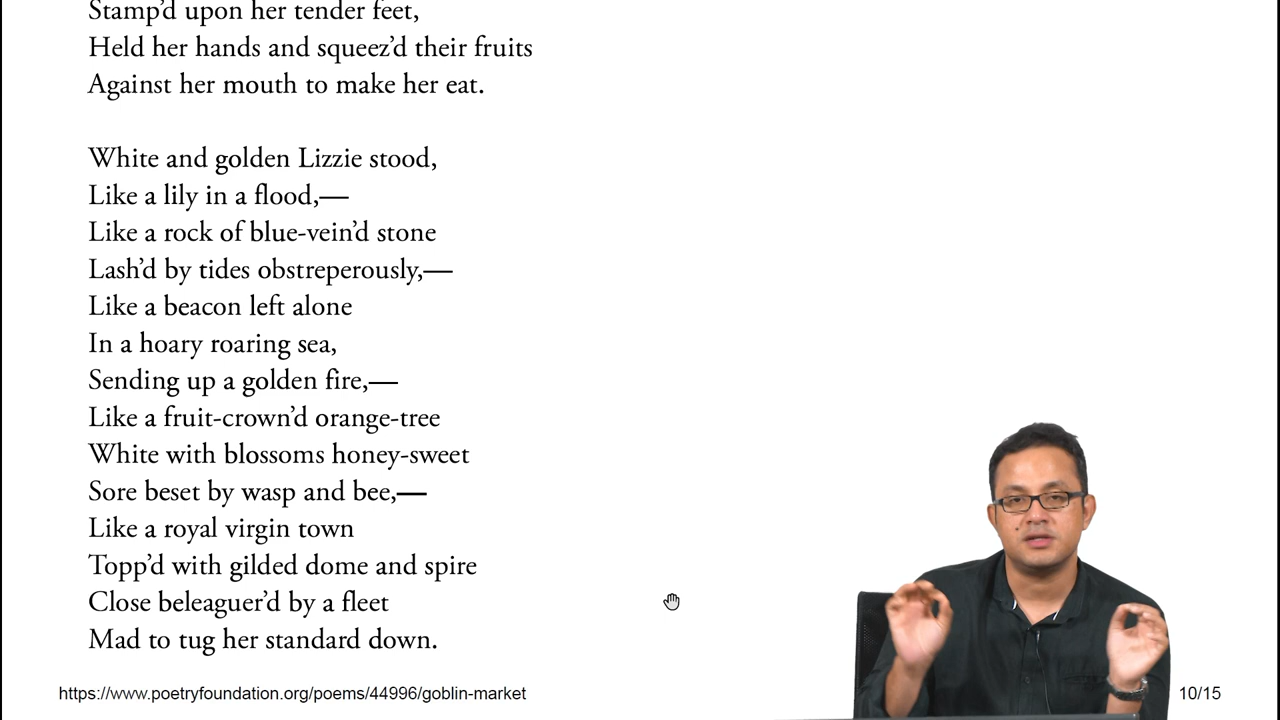 Stamp’d upon her tender feet,
Held her hands and squeez’d their fruits
Against her mouth to make her eat.
White and golden Lizzie stood,
Like a lily in a flood,—
Like a rock of blue-vein’d stone
Lash’d by tides obstreperously,—
Like a beacon left alone
In a hoary roaring sea,
Sending up a golden fire,—
Like a fruit-crown’d orange-tree
White with blossoms honey-sweet
Sore beset by wasp and bee,—
Like a royal virgin town
Topp’d with gilded dome and spire
Close beleaguer’d by a fleet
Mad to tug her standard down.
https://www.poetryfoundation.org/poems/44996/goblin-market
10/15